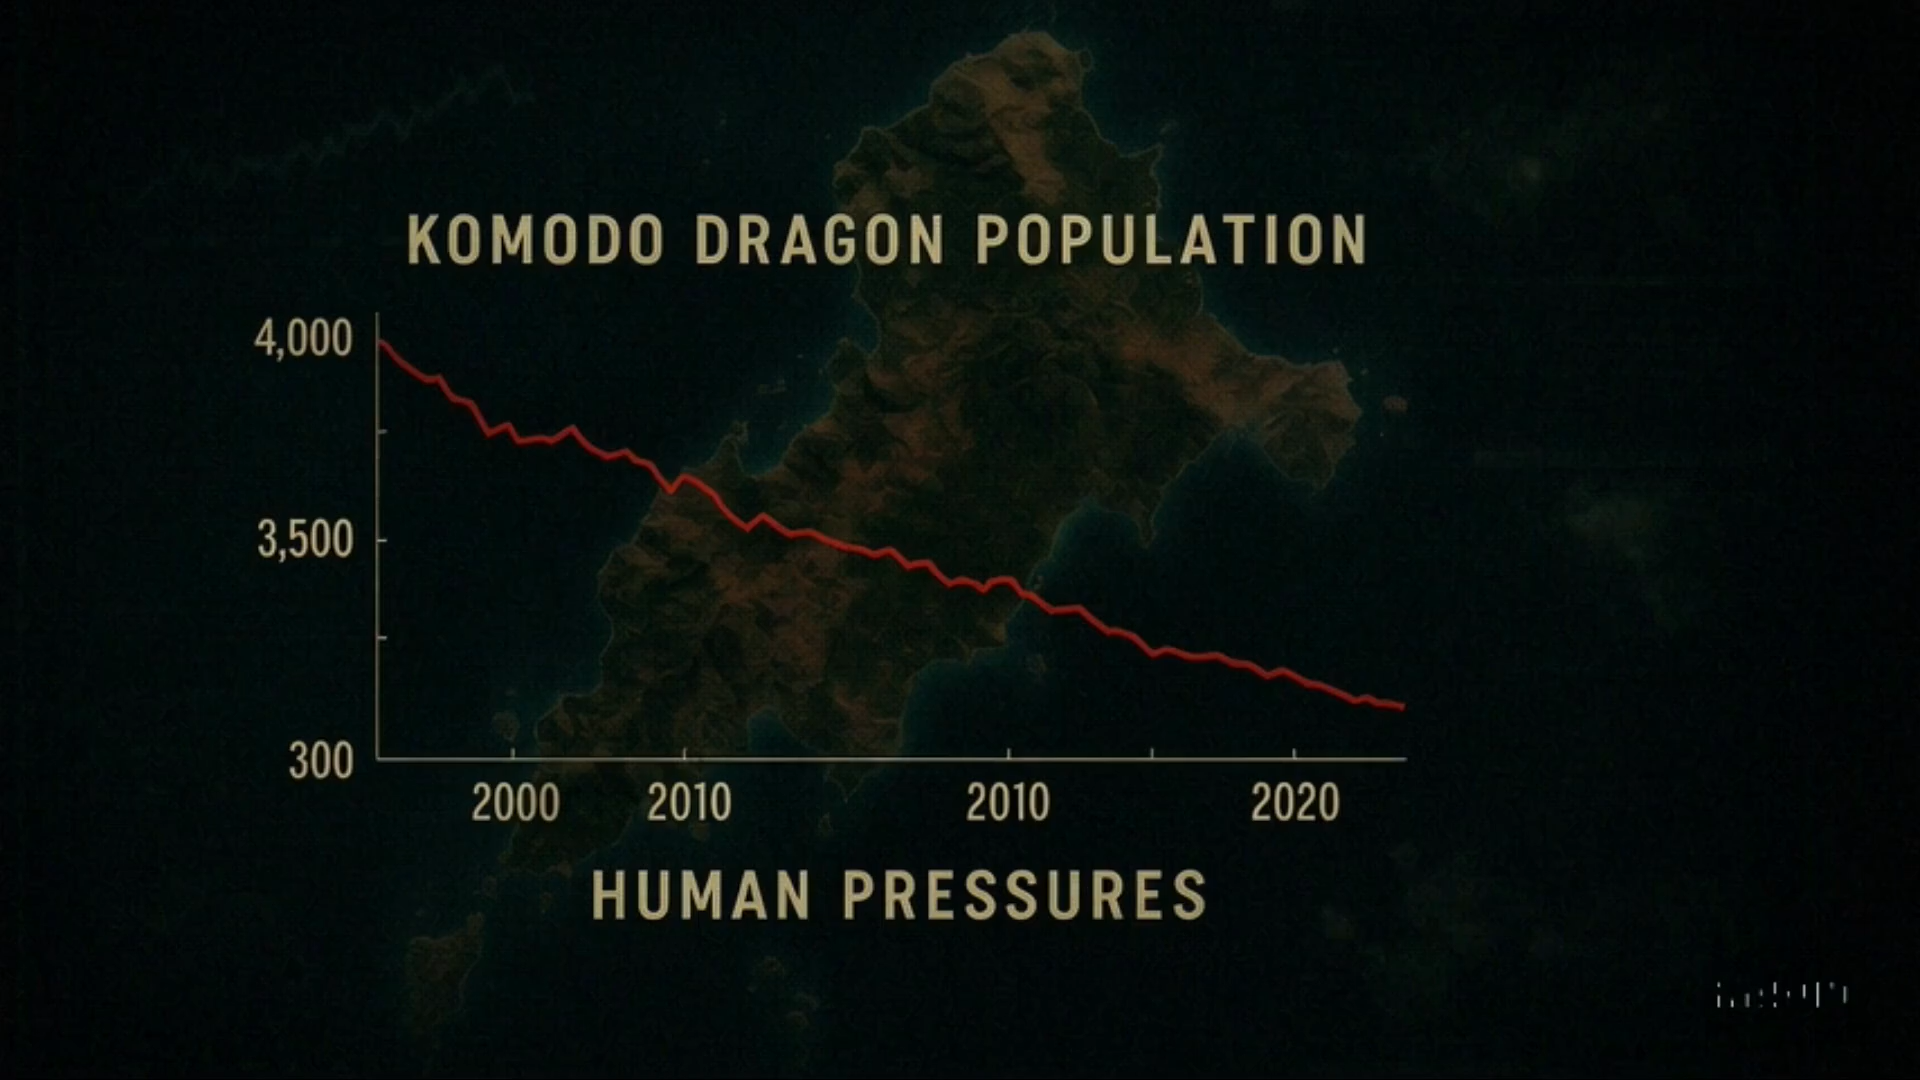 KOMODO DRAGON POPULATION
4,000
3,500
300
2000 2010 2010 2020
HUMAN PRESSURES